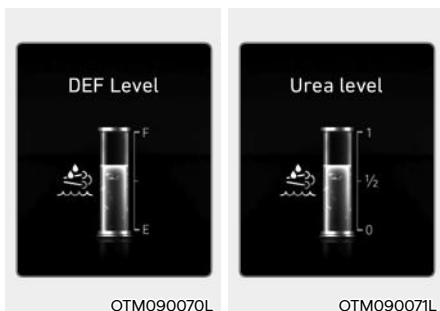 DEF Level
F
E
OTM090070L
Urea level
1
½
0
OTM090071L